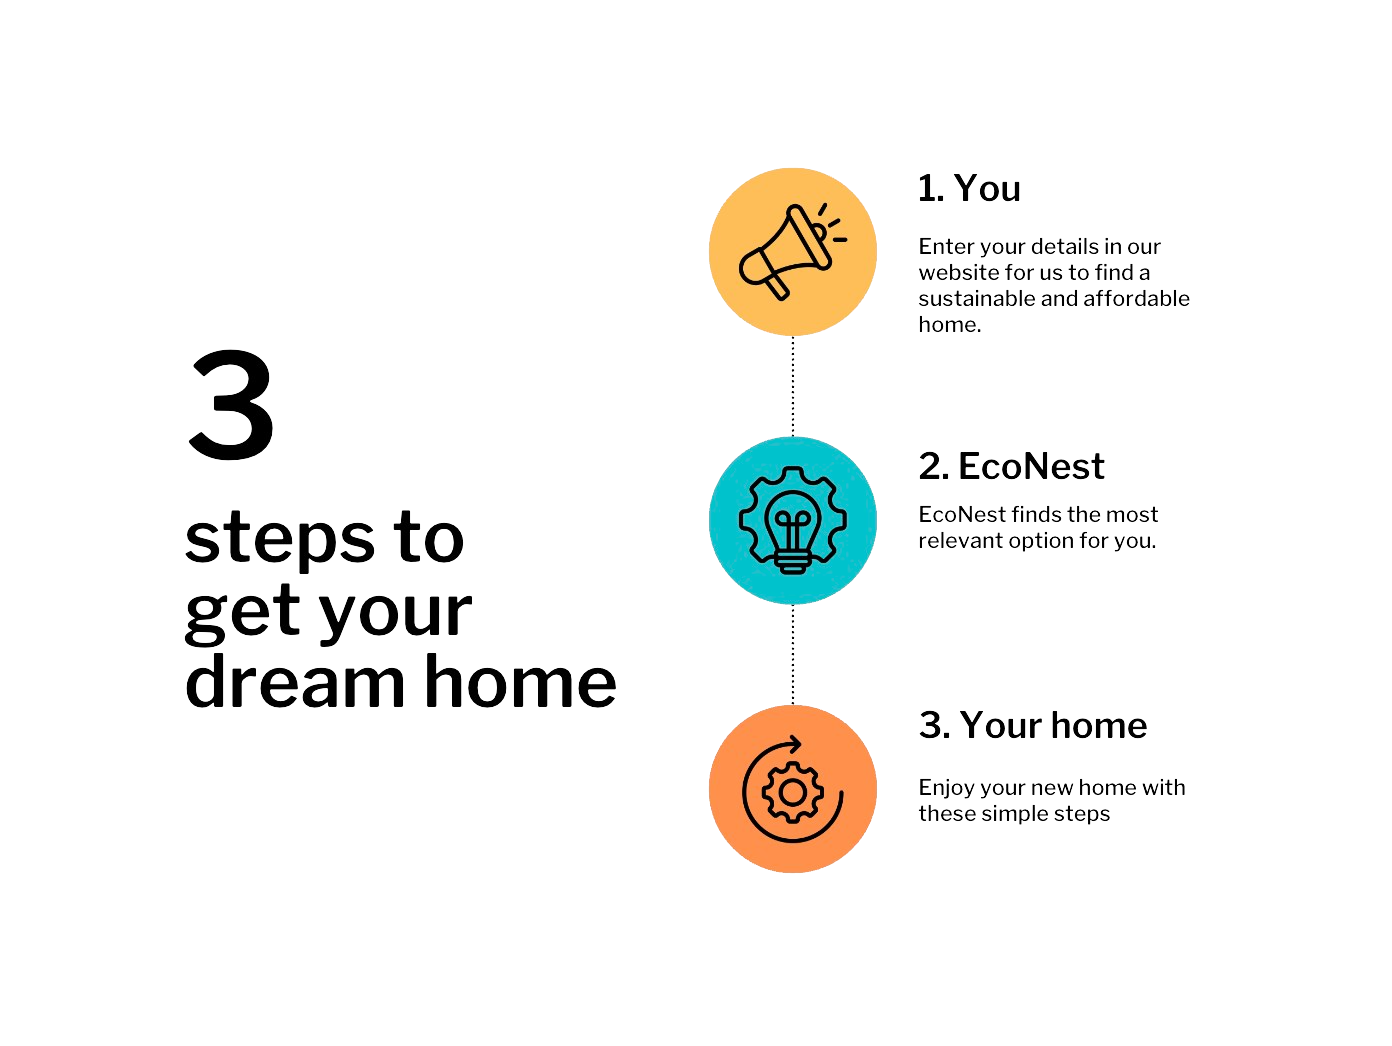 3
steps to
get your
dream home
1. You
Enter your details in our
website for us to find a
sustainable and affordable
home.
2. EcoNest
EcoNest finds the most
relevant option for you.
3. Your home
Enjoy your new home with
these simple steps